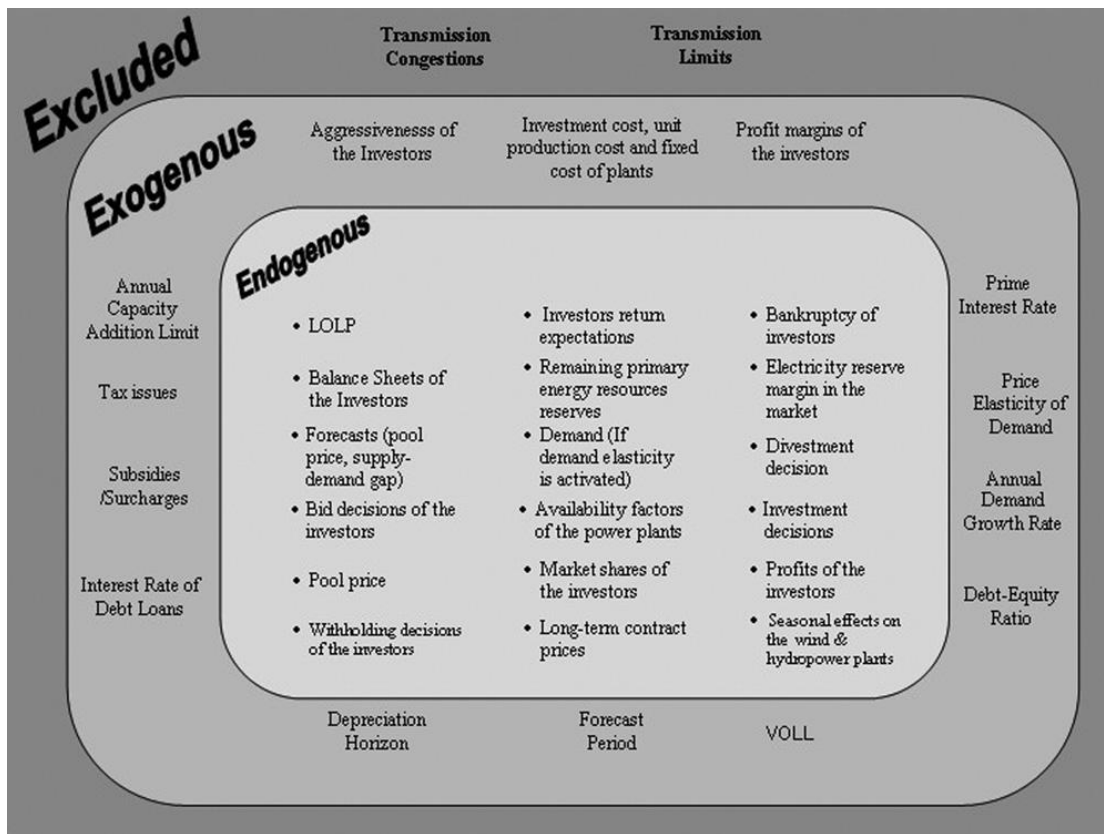 Excluded
Transmission
Congestions
Transmission
Limits
Exogenous
Aggressivenesss of
the Investors
Investment cost, unit
production cost and fixed
cost of plants
Profit margins of
the investors
Annual
Capacity
Addition Limit
Tax issues
Subsidies
/Surcharges
Interest Rate of
Debt Loans
Endogenous
• LOLP
• Balance Sheets of
the Investors
• Forecasts (pool
price, supply-
demand gap)
• Bid decisions of the
investors
• Pool price
• Withholding decisions
of the investors
• Investors return
expectations
• Remaining primary
energy resources
reserves
• Demand (If
demand elasticity
is activated)
• Availability factors
of the power plants
• Market shares of
the investors
• Long-term contract
prices
• Bankruptcy of
investors
• Electricity reserve
margin in the
market
• Divestment
decision
• Investment
decisions
• Profits of the
investors
• Seasonal effects on
the wind &
hydropower plants
Prime
Interest Rate
Price
Elasticity of
Demand
Annual
Demand
Growth Rate
Debt-Equity
Ratio
Depreciation
Horizon
Forecast
Period
VOLL